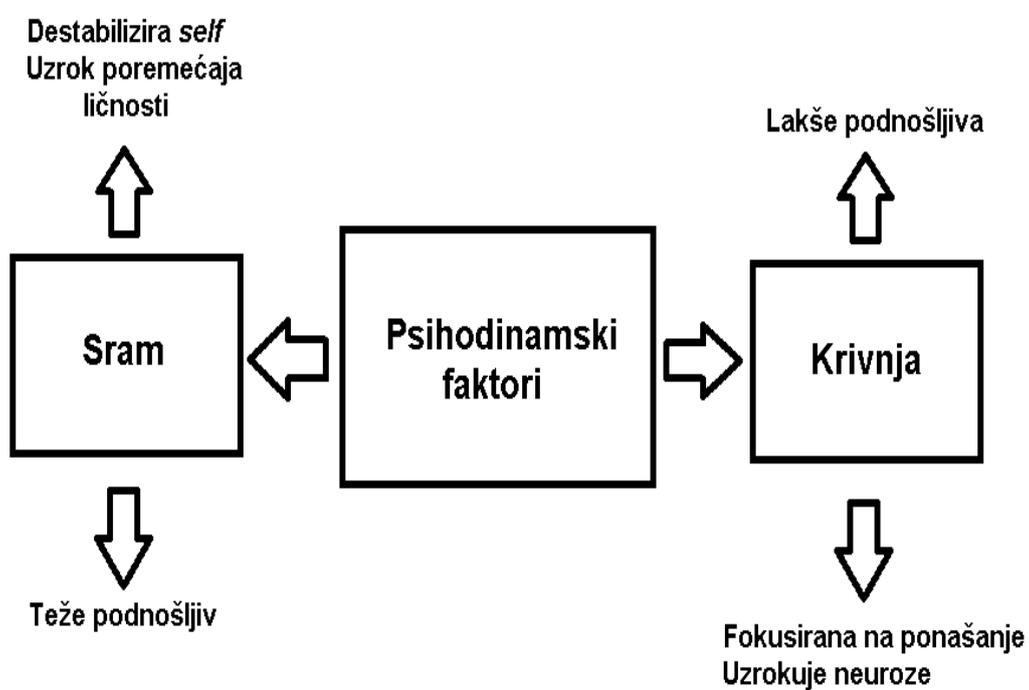 Destabilizira self
Uzrok poremećaja
ličnosti
Lakše podnošljiva
Sram
Psihodinamski
faktori
Krivnja
Teže podnošljiv
Fokusirana na ponašanje
Uzrokuje neuroze